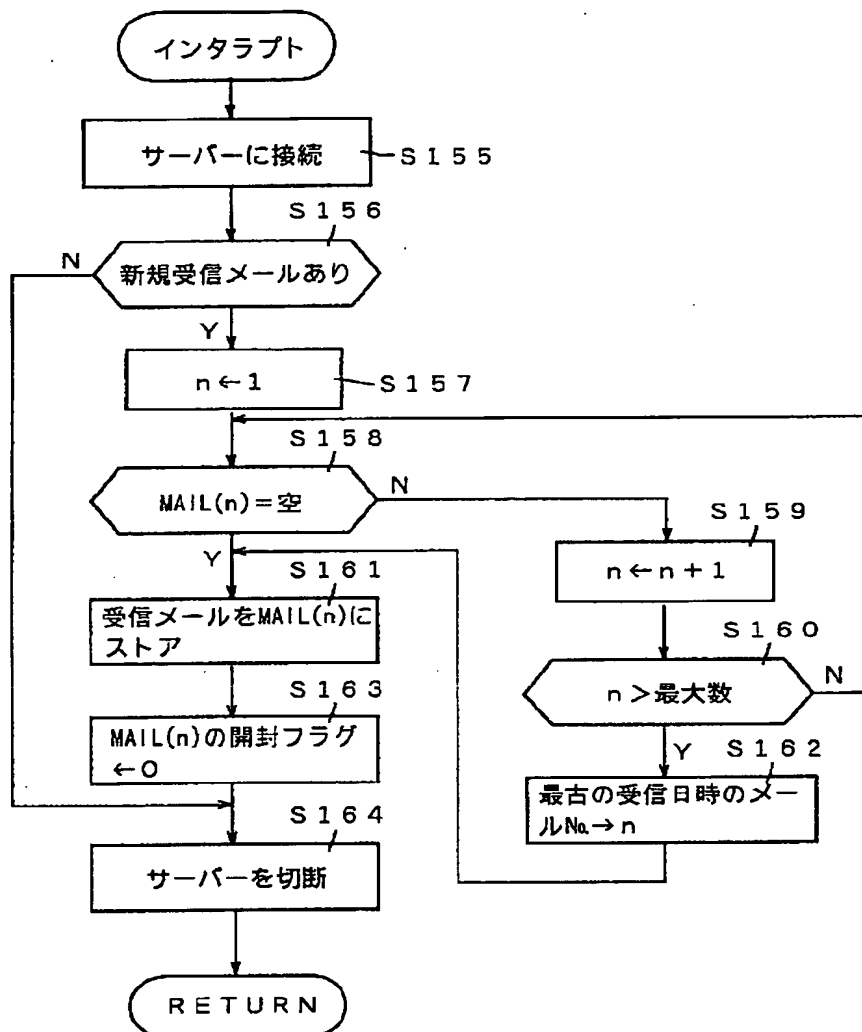 インタラプト
サーバーに接続
S155
S156
新規受信メールあり
N
Y
n←1
S157
S158
MAIL(n)=空
N
Y
S159
n←n+1
S160
n>最大数
N
Y
S161
受信メールをMAIL(n)に
ストア
S162
最古の受信日時のメー
ル№→n
S163
MAIL(n)の開封フラグ
←0
S164
サーバーを切断
RETURN